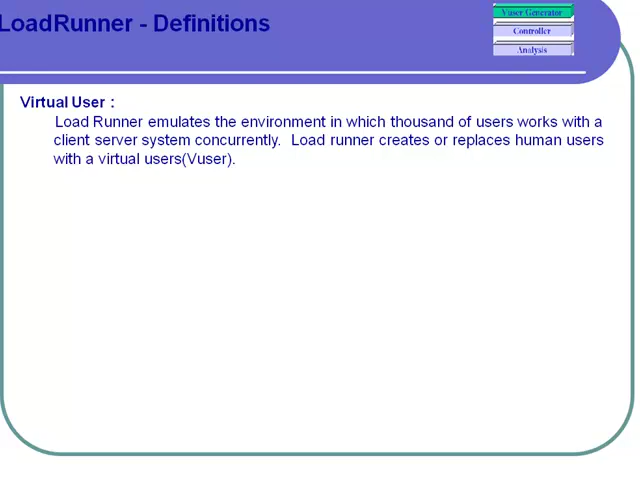 LoadRunner - Definitions
Vuser Generator
Controller
Analysis
Virtual User :
Load Runner emulates the environment in which thousand of users works with a
client server system concurrently. Load runner creates or replaces human users
with a virtual users(Vuser).